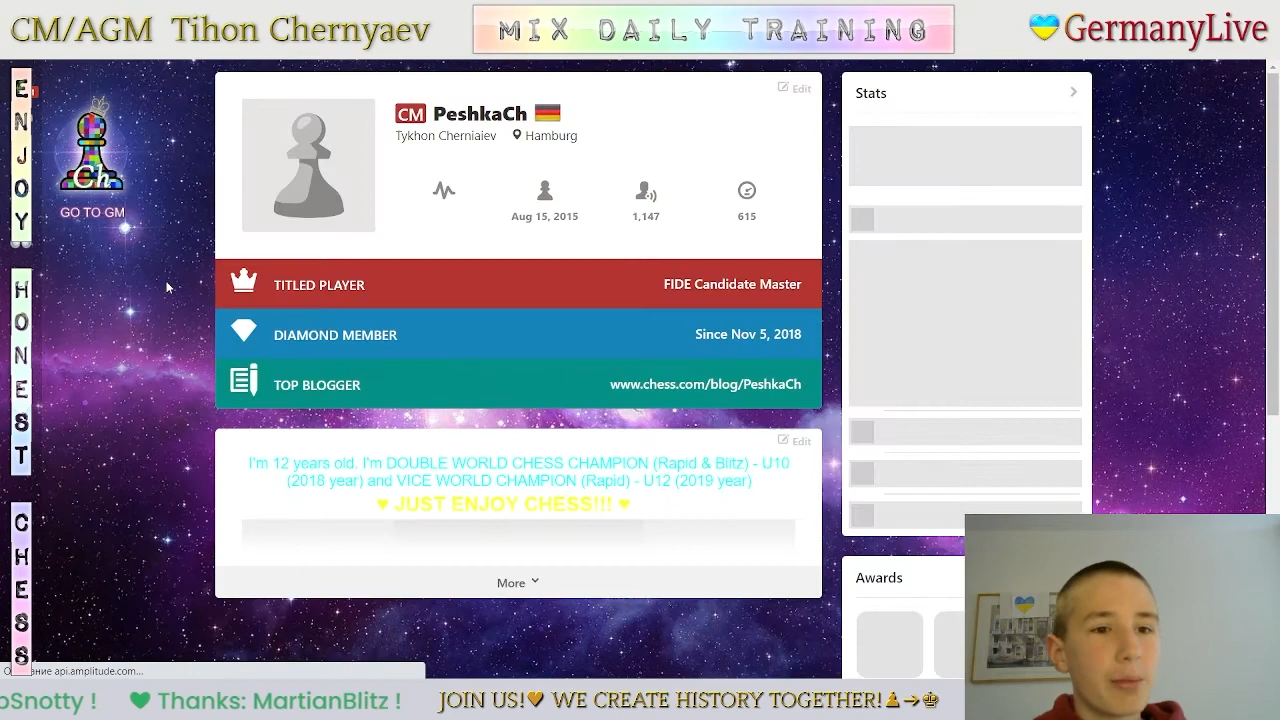 CM/AGM Tihon Chernyaev
MIX DAILY TRAINING
GermanyLive
ENJOY
HONEST
CHESS
Ch
GO TO GM
Edit
CM PeshkaCh
Tykhon Cherniaiev Hamburg
Aug 15, 2015
1,147
615
TITLED PLAYER FIDE Candidate Master
DIAMOND MEMBER Since Nov 5, 2018
TOP BLOGGER www.chess.com/blog/PeshkaCh
Edit
I'm 12 years old. I'm DOUBLE WORLD CHESS CHAMPION (Rapid & Blitz) - U10
(2018 year) and VICE WORLD CHAMPION (Rapid) - U12 (2019 year)
♥ JUST ENJOY CHESS!!! ♥
More
Stats
Awards
api.amplitude.com...
Snotty ! Thanks: MartianBlitz !
JOIN US! WE CREATE HISTORY TOGETHER!